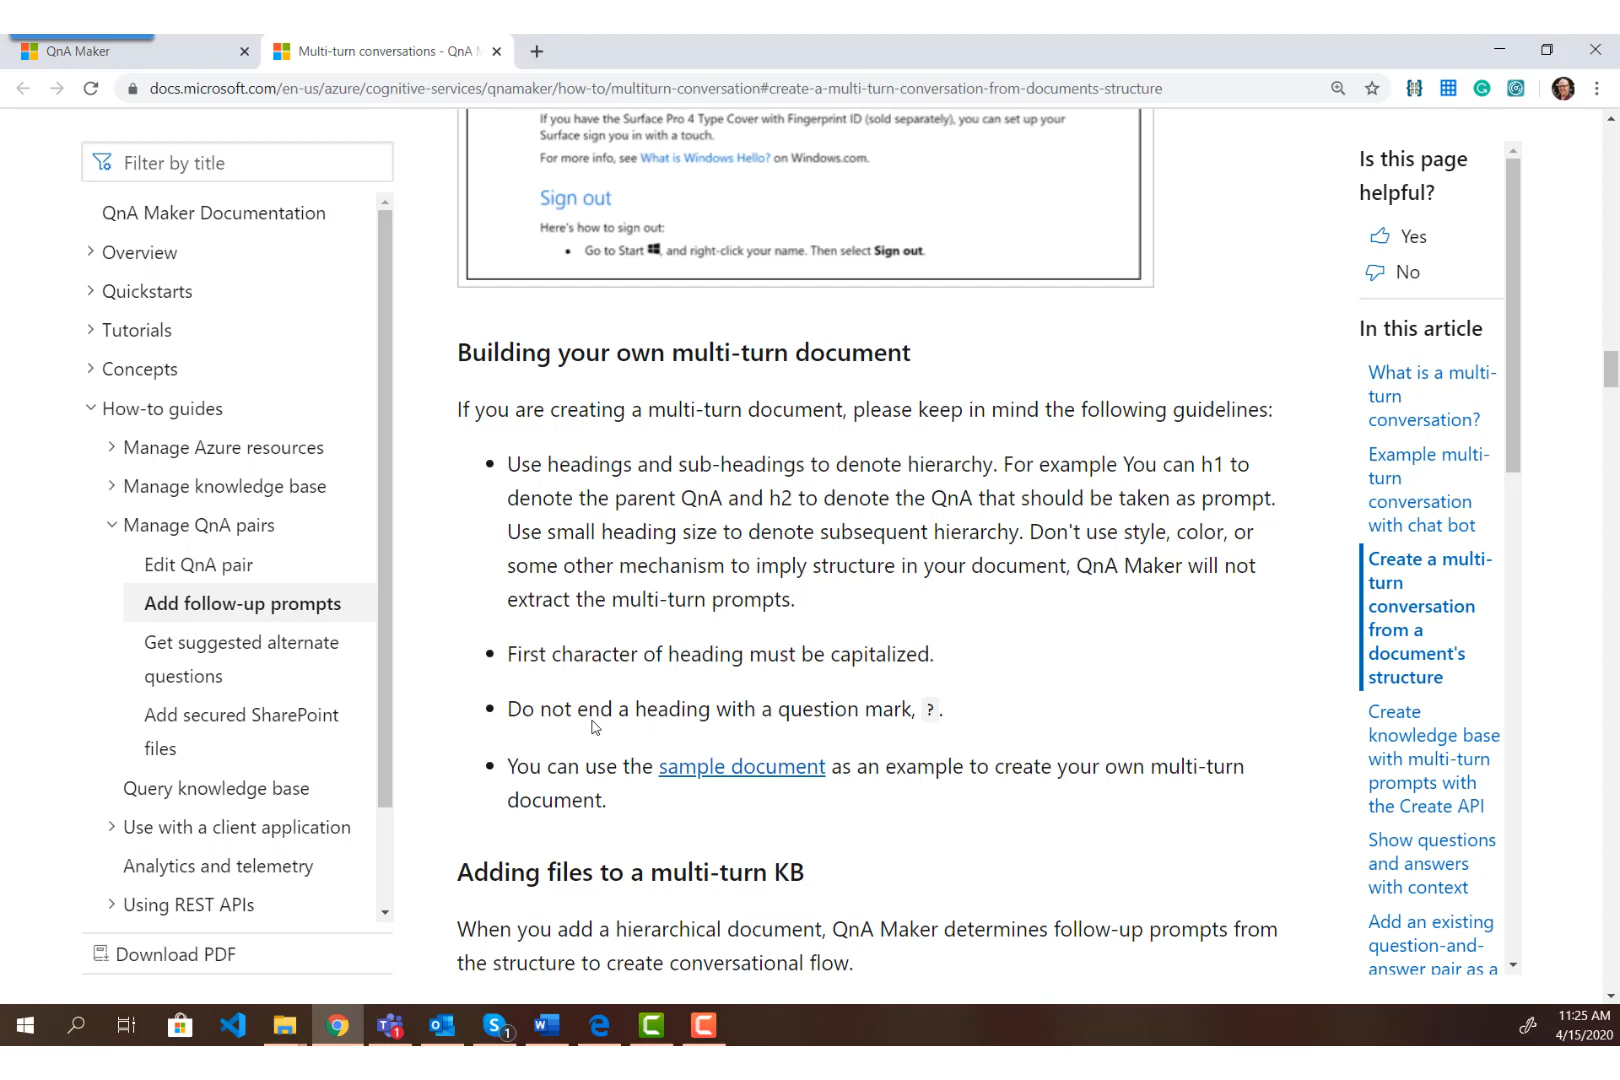 QnA Maker
Multi-turn conversations - QnA M
docs.microsoft.com/en-us/azure/cognitive-services/qnamaker/how-to/multiturn-conversation#create-a-multi-turn-conversation-from-documents-structure
Filter by title
QnA Maker Documentation
Overview
Quickstarts
Tutorials
Concepts
How-to guides
Manage Azure resources
Manage knowledge base
Manage QnA pairs
Edit QnA pair
Add follow-up prompts
Get suggested alternate
questions
Add secured SharePoint
files
Query knowledge base
Use with a client application
Analytics and telemetry
Using REST APIs
Download PDF
If you have the Surface Pro 4 Type Cover with Fingerprint ID (sold separately), you can set up your
Surface sign you in with a touch.
For more info, see What is Windows Hello? on Windows.com.
Sign out
Here's how to sign out:
• Go to Start , and right-click your name. Then select Sign out.
Building your own multi-turn document
If you are creating a multi-turn document, please keep in mind the following guidelines:
• Use headings and sub-headings to denote hierarchy. For example You can h1 to
denote the parent QnA and h2 to denote the QnA that should be taken as prompt.
Use small heading size to denote subsequent hierarchy. Don't use style, color, or
some other mechanism to imply structure in your document, QnA Maker will not
extract the multi-turn prompts.
• First character of heading must be capitalized.
• Do not end a heading with a question mark, ?.
• You can use the sample document as an example to create your own multi-turn
document.
Adding files to a multi-turn KB
When you add a hierarchical document, QnA Maker determines follow-up prompts from
the structure to create conversational flow.
Is this page
helpful?
Yes
No
In this article
What is a multi-
turn
conversation?
Example multi-
turn
conversation
with chat bot
Create a multi-
turn
conversation
from a
document's
structure
Create
knowledge base
with multi-turn
prompts with
the Create API
Show questions
and answers
with context
Add an existing
question-and-
answer pair as a
1
1
11:25 AM
4/15/2020